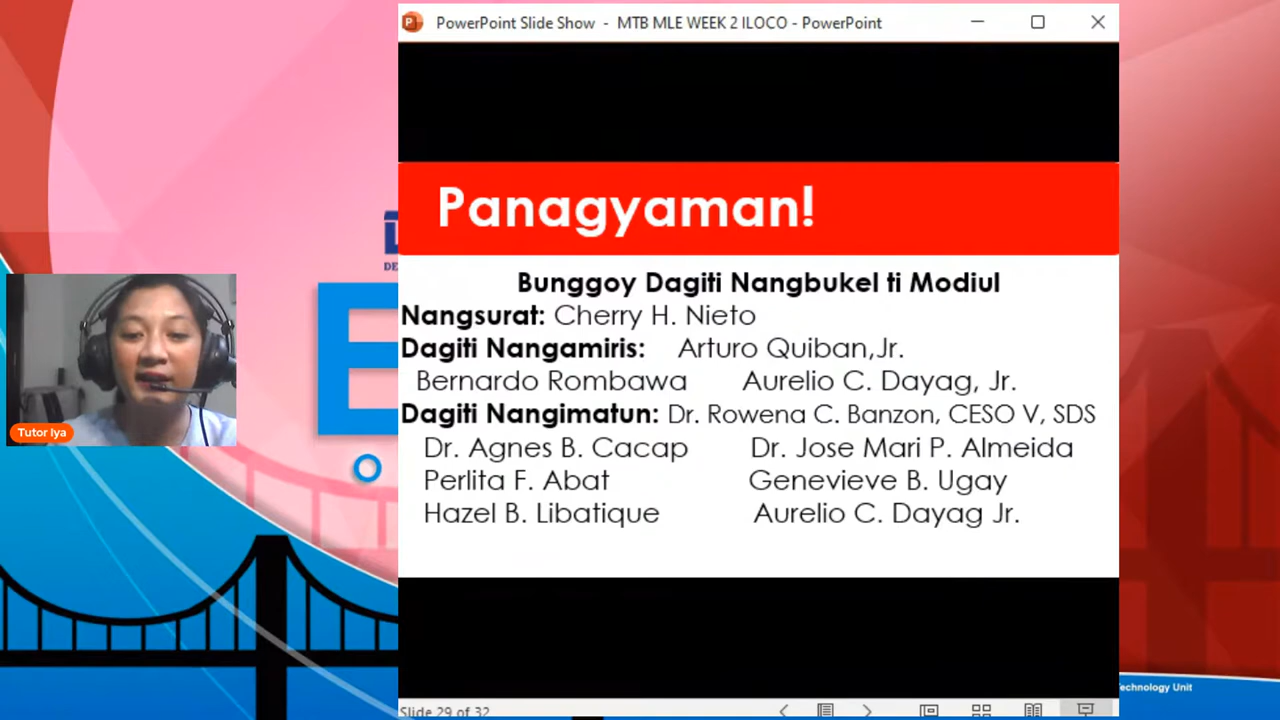 PowerPoint Slide Show - MTB MLE WEEK 2 ILOCO - PowerPoint
Panagyaman!
Bunggoy Dagiti Nangbukel ti Modiul
Nangsurat: Cherry H. Nieto
Dagiti Nangamiris: Arturo Quiban,Jr.
Bernardo Rombawa Aurelio C. Dayag, Jr.
Dagiti Nangimatun: Dr. Rowena C. Banzon, CESO V, SDS
Dr. Agnes B. Cacap Dr. Jose Mari P. Almeida
Perlita F. Abat Genevieve B. Ugay
Hazel B. Libatique Aurelio C. Dayag Jr.
Tutor Iya
Technology Unit
Slide 29 of 32